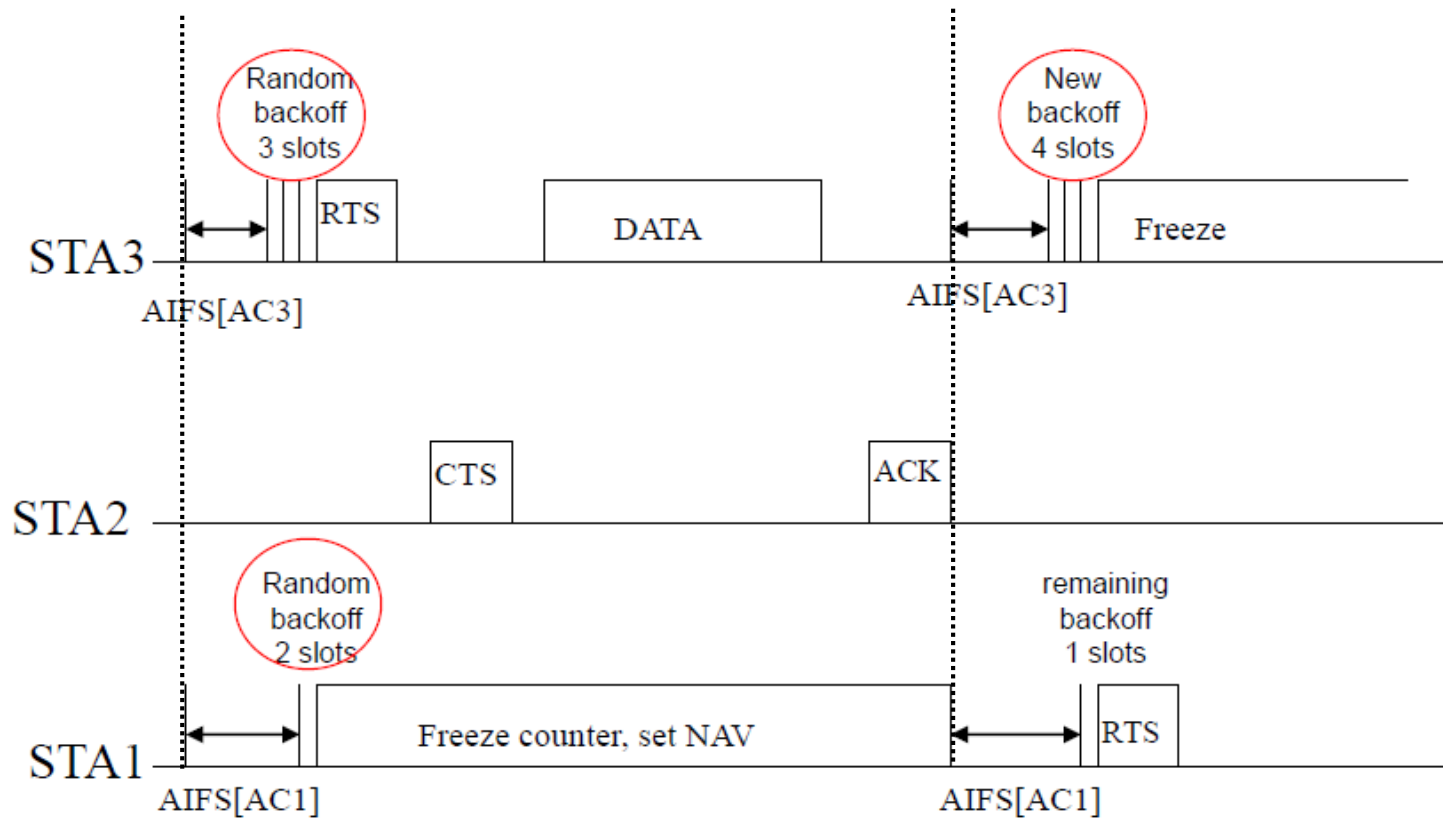 Random
backoff
3 slots
New
backoff
4 slots
RTS
DATA
Freeze
STA3
AIFS[AC3]
AIFS[AC3]
CTS
ACK
STA2
Random
backoff
2 slots
remaining
backoff
1 slots
Freeze counter, set NAV
RTS
STA1
AIFS[AC1]
AIFS[AC1]